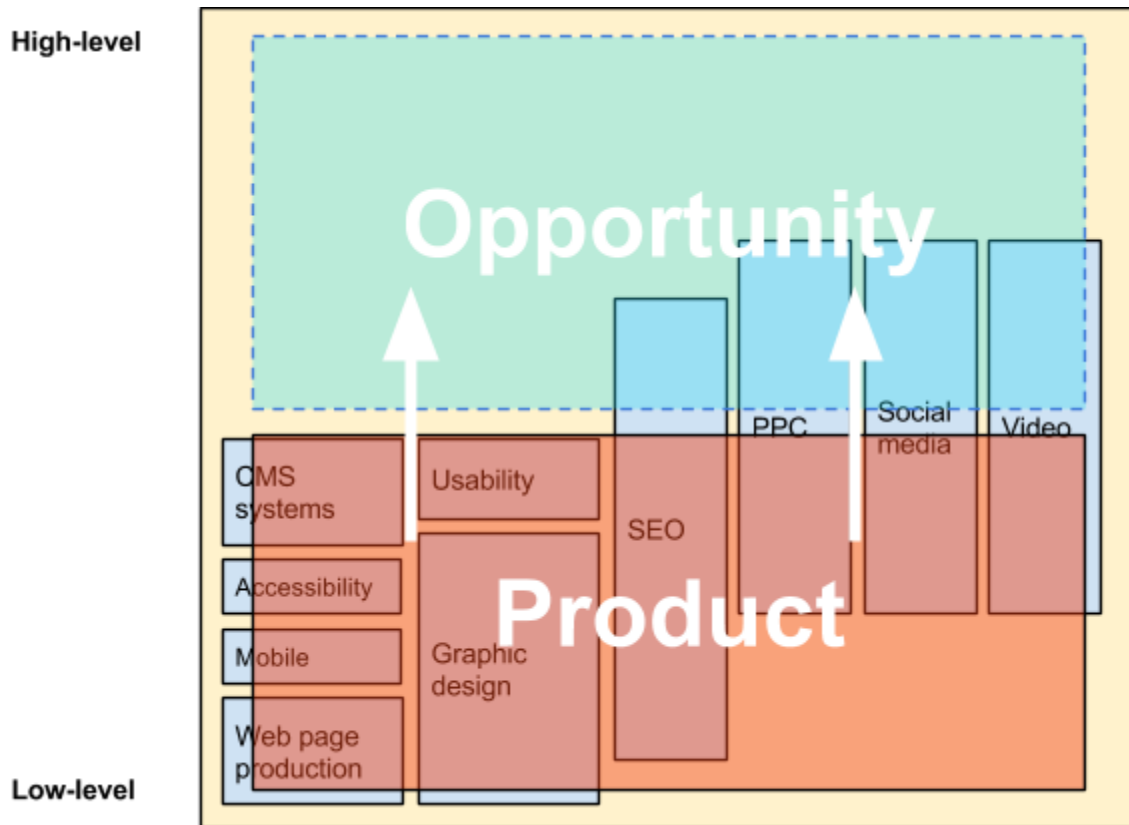 High-level
Opportunity
PPC
Social
media
Video
CMS
systems
Usability
SEO
Accessibility
Product
Mobile
Graphic
design
Web page
production
Low-level